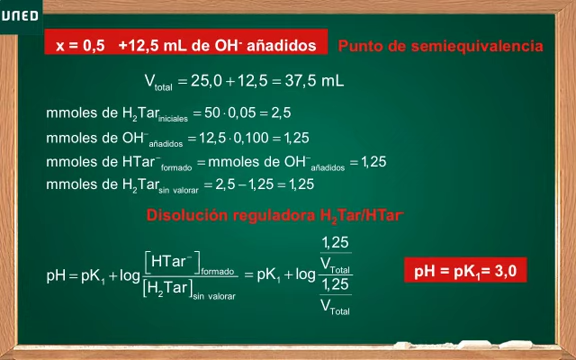 UNED
x = 0,5 +12,5 mL de OH⁻ añadidos Punto de semiequivalencia
V_total = 25,0 + 12,5 = 37,5 mL
mmoles de H₂Tar_iniciales = 50·0,05 = 2,5
mmoles de OH⁻_añadidos = 12,5·0,100 = 1,25
mmoles de HTar⁻_formado = mmoles de OH⁻_añadidos = 1,25
mmoles de H₂Tar_sin valorar = 2,5 − 1,25 = 1,25
Disolución reguladora H₂Tar/HTar⁻
pH = pK₁ + log [HTar⁻]_formado / [H₂Tar]_sin valorar = pK₁ + log (1,25 / V_Total) / (1,25 / V_Total)
pH = pK₁= 3,0